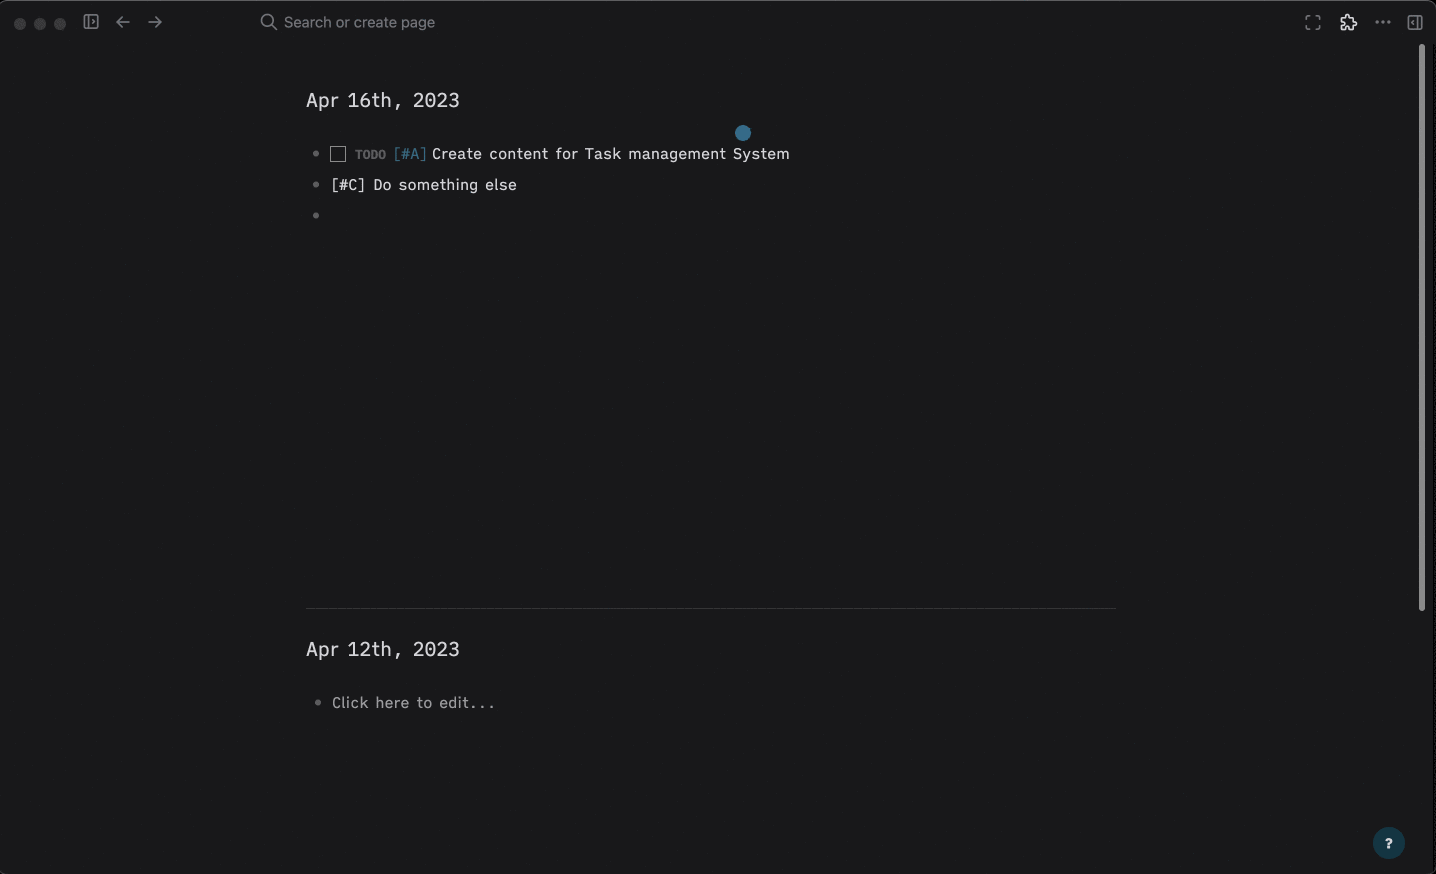 Search or create page
Apr 16th, 2023
TODO [#A] Create content for Task management System
[#C] Do something else
Apr 12th, 2023
Click here to edit...
?